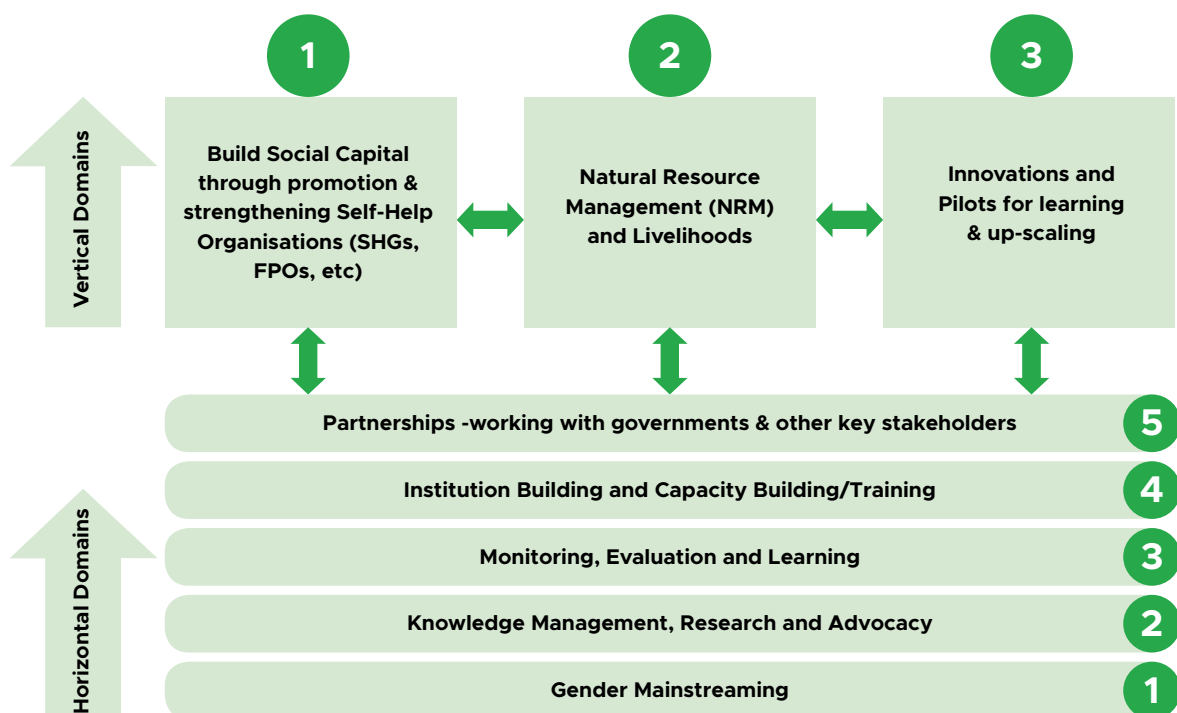 1
2
3
Vertical Domains
Build Social Capital
through promotion &
strengthening Self-Help
Organisations (SHGs,
FPOs, etc)
Natural Resource
Management (NRM)
and Livelihoods
Innovations and
Pilots for learning
& up-scaling
Partnerships -working with governments & other key stakeholders
5
Horizontal Domains
Institution Building and Capacity Building/Training
4
Monitoring, Evaluation and Learning
3
Knowledge Management, Research and Advocacy
2
Gender Mainstreaming
1